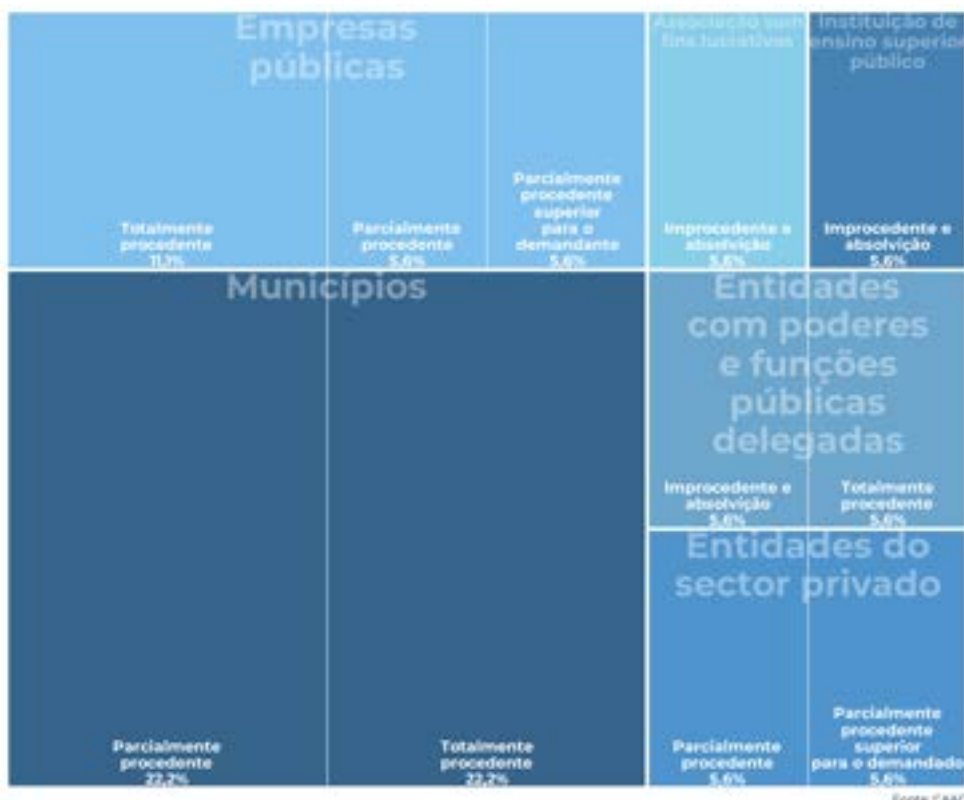 Empresas
públicas
Totalmente
procedente
11,1%
Parcialmente
procedente
5,6%
Parcialmente
procedente
superior
para o
demandante
5,6%
Associação sem
fins lucrativos
Improcedente e
absolvição
5,6%
Instituição de
ensino superior
público
Improcedente e
absolvição
5,6%
Municípios
Parcialmente
procedente
22,2%
Totalmente
procedente
22,2%
Entidades
com poderes
e funções
públicas
delegadas
Improcedente e
absolvição
5,6%
Totalmente
procedente
5,6%
Entidades do
sector privado
Parcialmente
procedente
5,6%
Parcialmente
procedente
superior
para o demandado
5,6%
Fonte